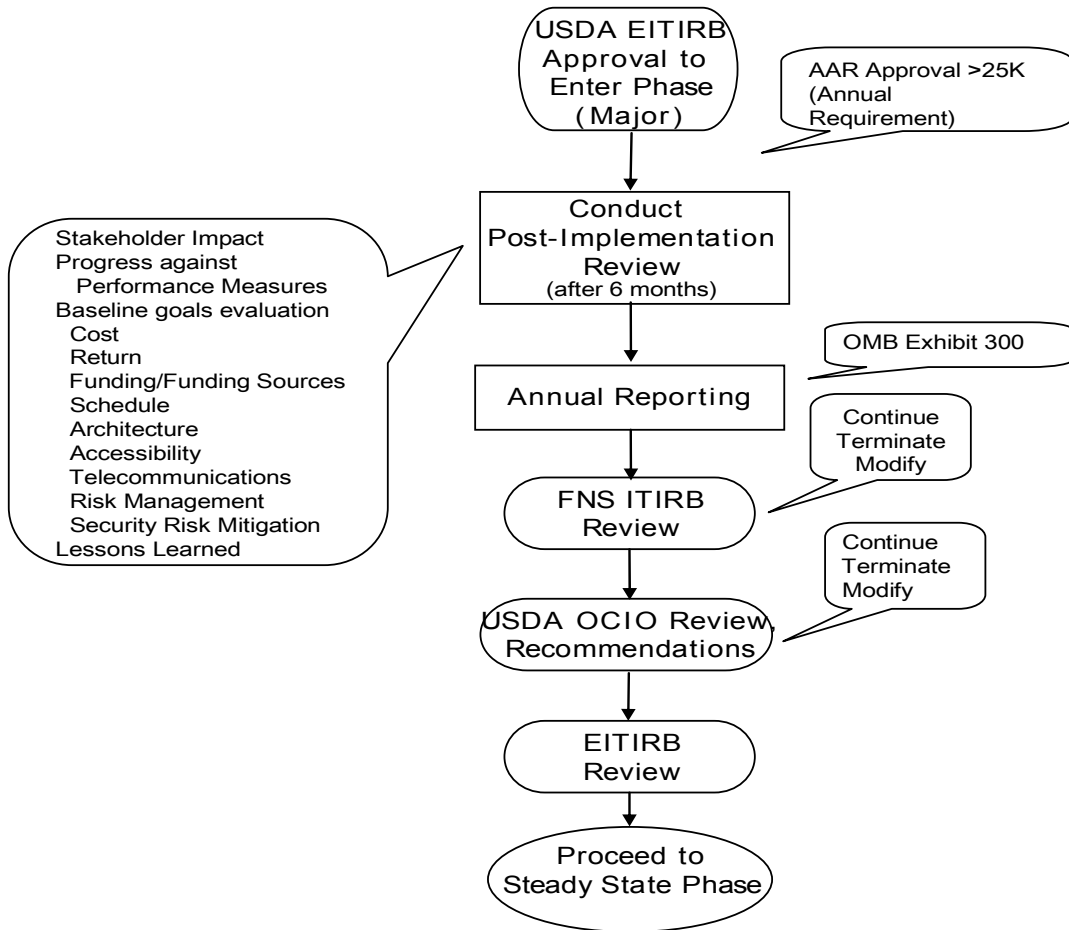 USDA EITIRB
Approval to
Enter Phase
(Major)
AAR Approval >25K
(Annual
Requirement)
Conduct
Post-Implementation
Review
(after 6 months)
Stakeholder Impact
Progress against
Performance Measures
Baseline goals evaluation
Cost
Return
Funding/Funding Sources
Schedule
Architecture
Accessibility
Telecommunications
Risk Management
Security Risk Mitigation
Lessons Learned
OMB Exhibit 300
Annual Reporting
Continue
Terminate
Modify
FNS ITIRB
Review
Continue
Terminate
Modify
USDA OCIO Review,
Recommendations
EITIRB
Review
Proceed to
Steady State Phase